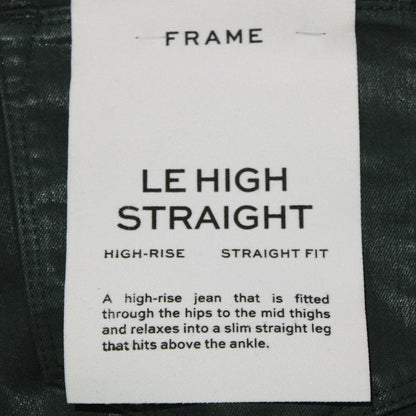 FRAME
LE HIGH
STRAIGHT
HIGH-RISE STRAIGHT FIT
A high-rise jean that is fitted
through the hips to the mid thighs
and relaxes into a slim straight leg
that hits above the ankle.